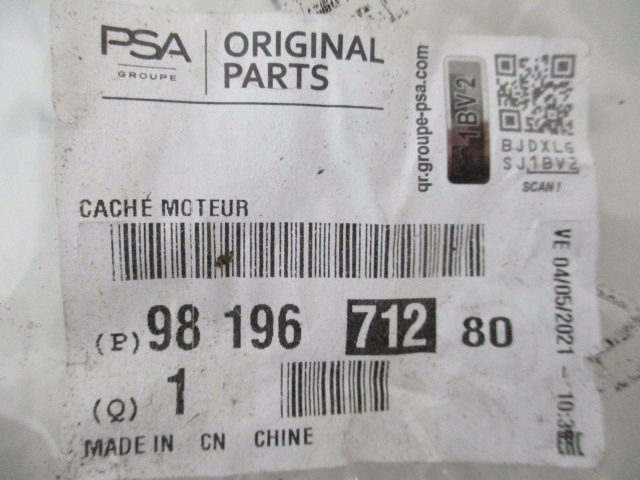 PSA
GROUPE
ORIGINAL
PARTS
qr.groupe-psa.com
1BV2
BJDXLG
SJ1BV2
SCAN!
CACHE MOTEUR
(P) 98 196 712 80
(Q) 1
MADE IN CN CHINE
VE 04/05/2021 -